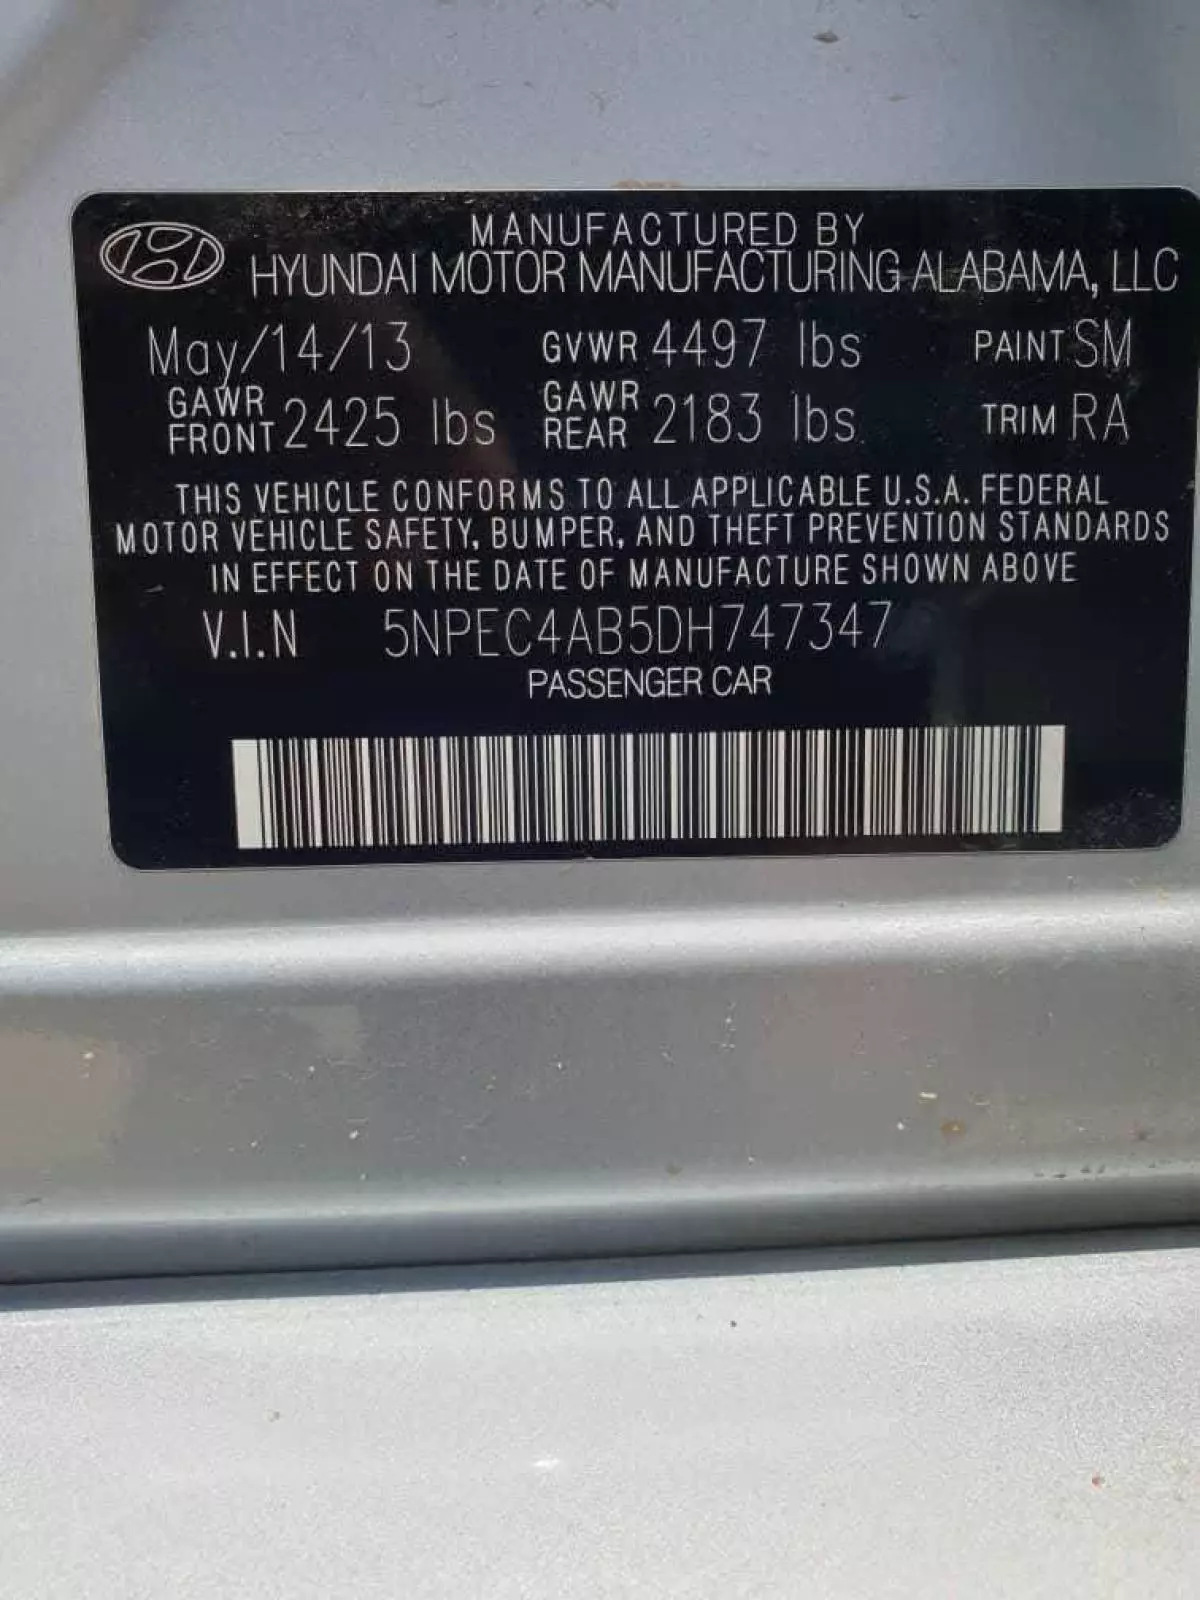 MANUFACTURED BY
HYUNDAI MOTOR MANUFACTURING ALABAMA, LLC
May/14/13 GVWR 4497 lbs PAINT SM
GAWR FRONT 2425 lbs GAWR REAR 2183 lbs TRIM RA
THIS VEHICLE CONFORMS TO ALL APPLICABLE U.S.A. FEDERAL
MOTOR VEHICLE SAFETY, BUMPER, AND THEFT PREVENTION STANDARDS
IN EFFECT ON THE DATE OF MANUFACTURE SHOWN ABOVE
V.I.N 5NPEC4AB5DH747347
PASSENGER CAR